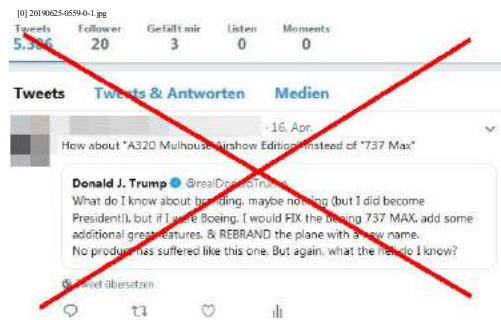 [0] 20190625-0559-0-1.jpg
Tweets Follower Gefällt mir Listen Moments
5.396 20 3 0 0
Tweets Tweets & Antworten Medien
· 16. Apr.
How about "A320 Mulhouse Airshow Edition" instead of "737 Max"
Donald J. Trump @realDonaldTrump
What do I know about branding, maybe nothing (but I did become
President!), but if I were Boeing, I would FIX the Boeing 737 MAX, add some
additional great features, & REBRAND the plane with a new name.
No product has suffered like this one. But again, what the hell do I know?
Tweet übersetzen